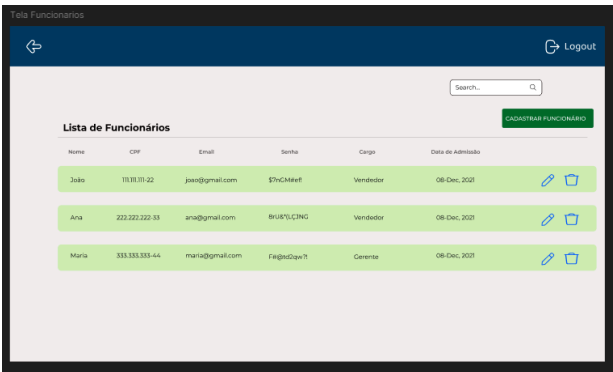 Tela Funcionarios
Logout
Search...
CADASTRAR FUNCIONÁRIO
Lista de Funcionários
Nome CPF Email Senha Cargo Data de Admissão
João 111.111.111-22 joao@gmail.com Vendedor 08-Dec, 2021
Ana 222.222.222-33 ana@gmail.com Vendedor 08-Dec, 2021
Maria 333.333.333-44 maria@gmail.com Gerente 08-Dec, 2021